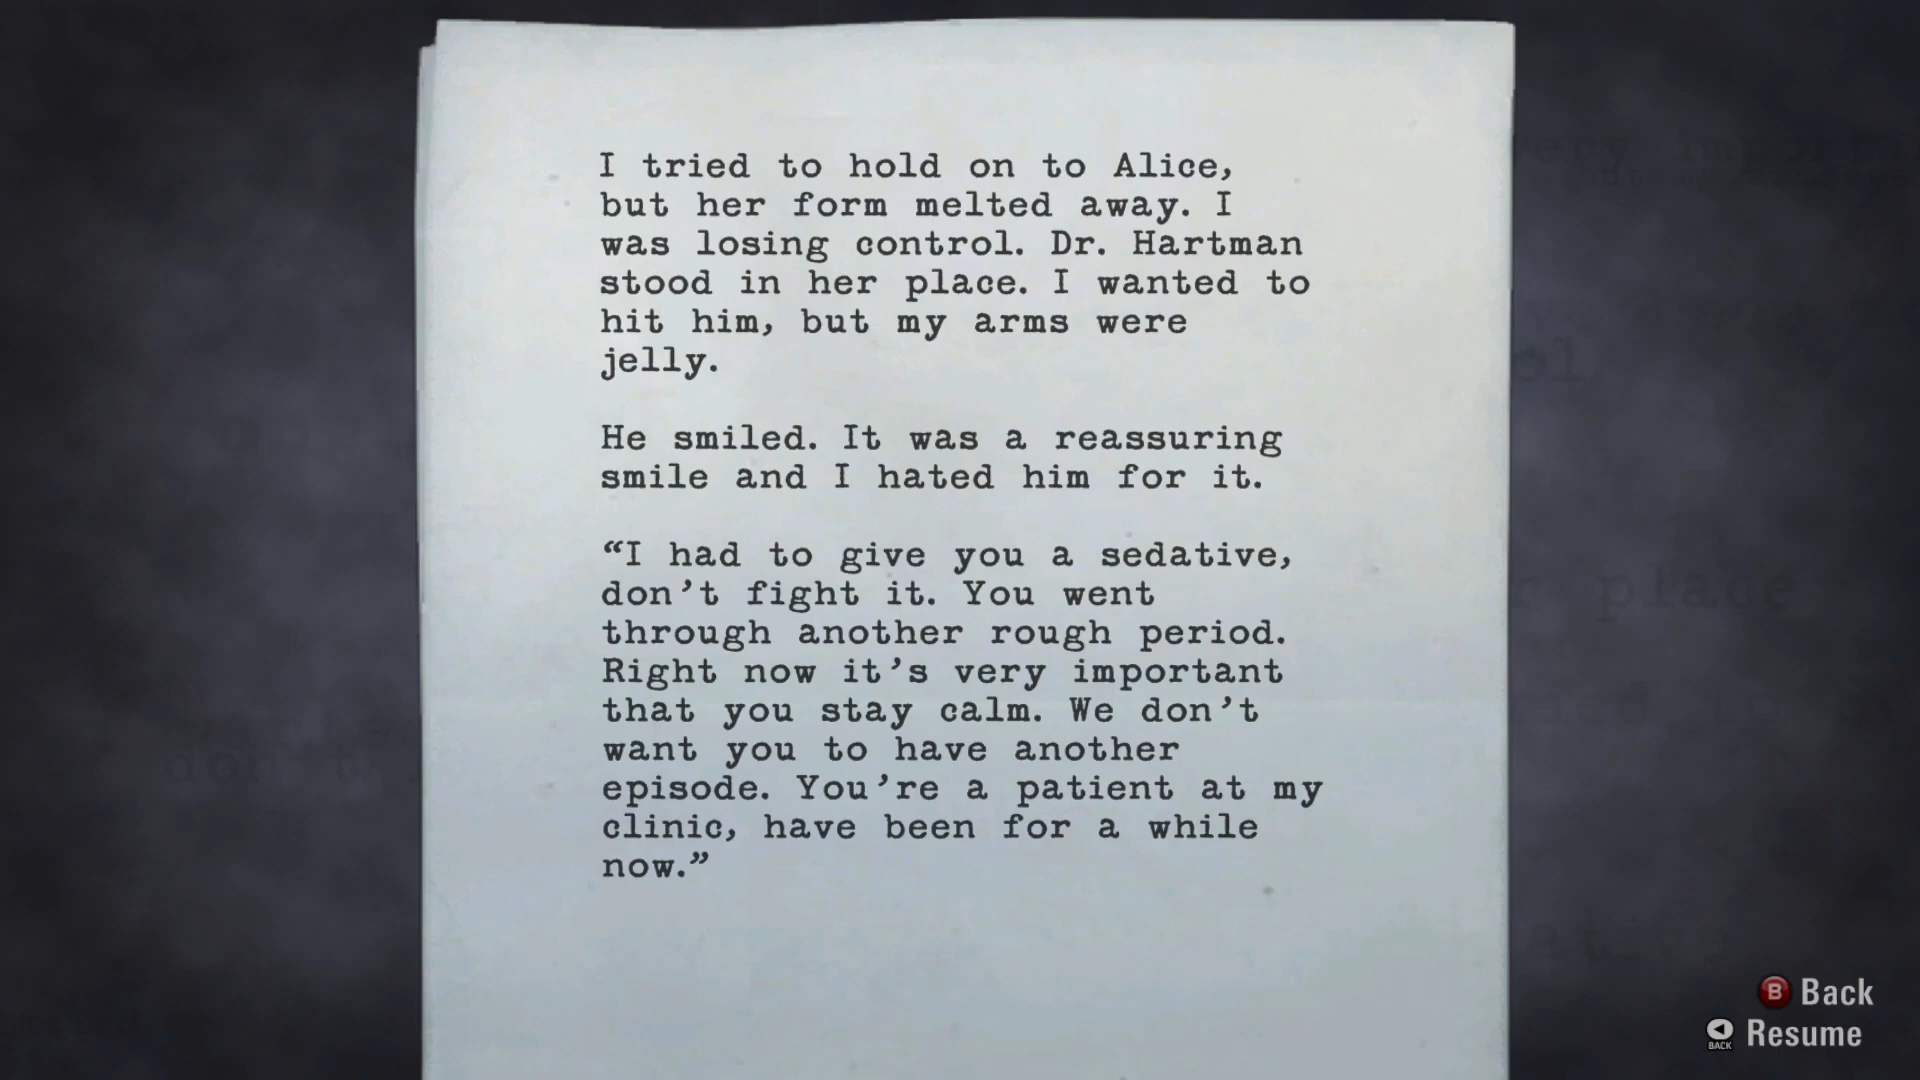 I tried to hold on to Alice,
but her form melted away. I
was losing control. Dr. Hartman
stood in her place. I wanted to
hit him, but my arms were
jelly.
He smiled. It was a reassuring
smile and I hated him for it.
“I had to give you a sedative,
don’t fight it. You went
through another rough period.
Right now it’s very important
that you stay calm. We don’t
want you to have another
episode. You’re a patient at my
clinic, have been for a while
now.”
B Back
BACK Resume